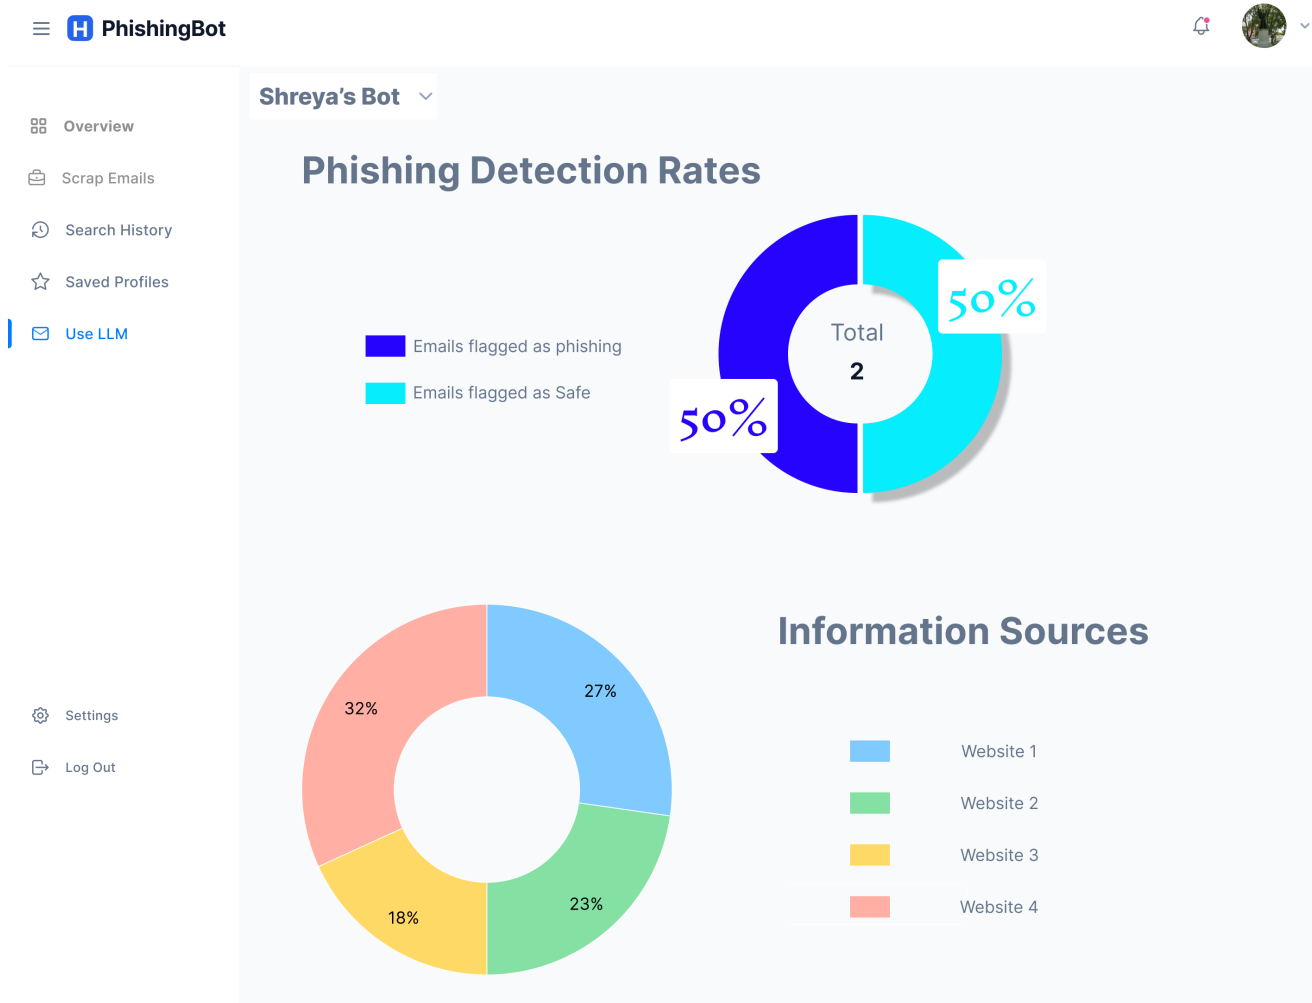 H PhishingBot
Shreya's Bot
Overview
Scrap Emails
Search History
Saved Profiles
Use LLM
Settings
Log Out
Phishing Detection Rates
Emails flagged as phishing
Emails flagged as Safe
50%
Total
2
50%
Information Sources
27%
32%
23%
18%
Website 1
Website 2
Website 3
Website 4